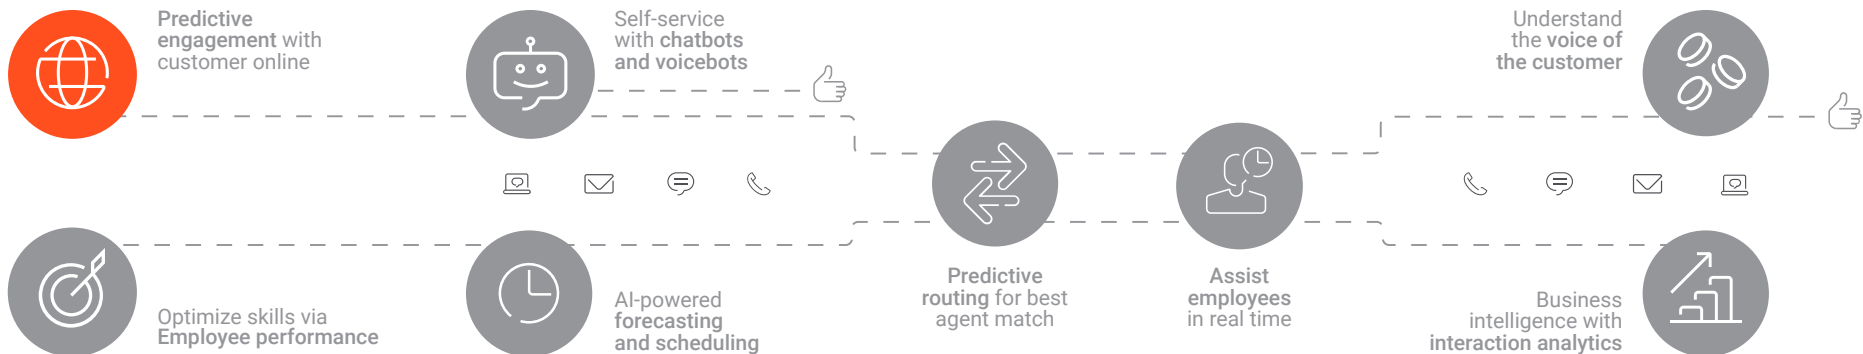 Predictive
engagement with
customer online
Self-service
with chatbots
and voicebots
Understand
the voice of
the customer
Optimize skills via
Employee performance
AI-powered
forecasting
and scheduling
Predictive
routing for best
agent match
Assist
employees
in real time
Business
intelligence with
interaction analytics